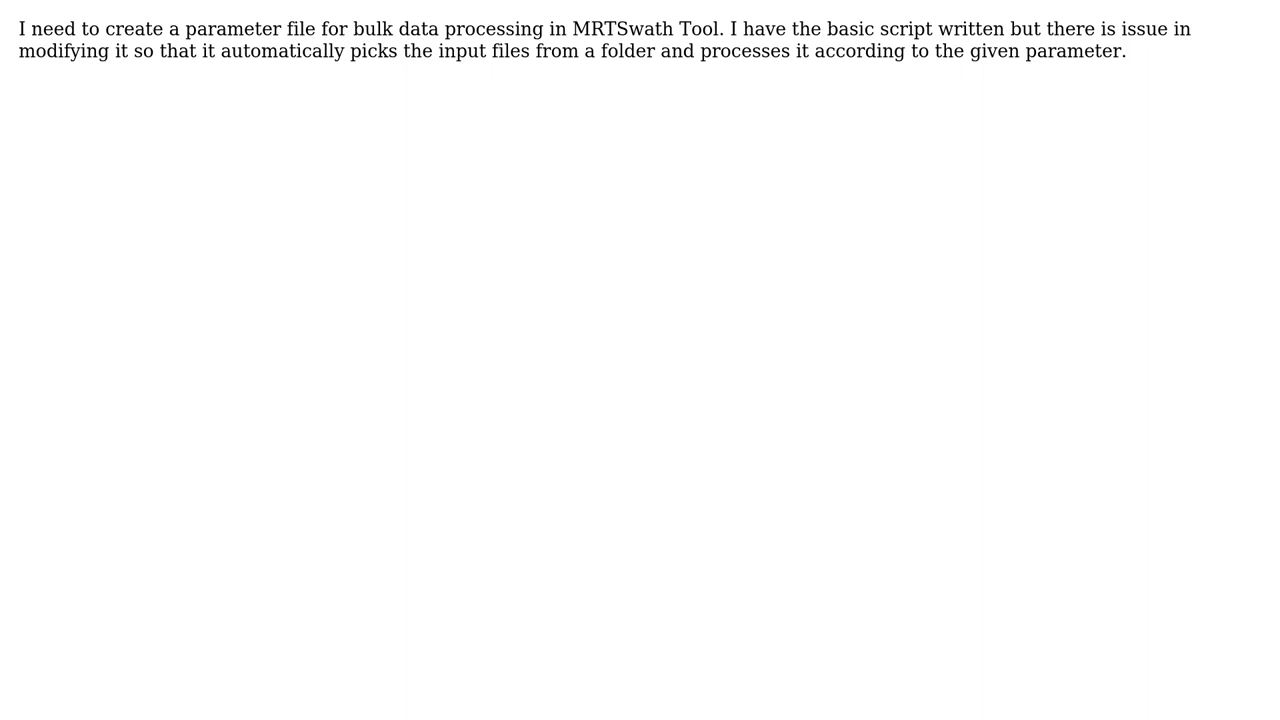 I need to create a parameter file for bulk data processing in MRTSwath Tool. I have the basic script written but there is issue in
modifying it so that it automatically picks the input files from a folder and processes it according to the given parameter.